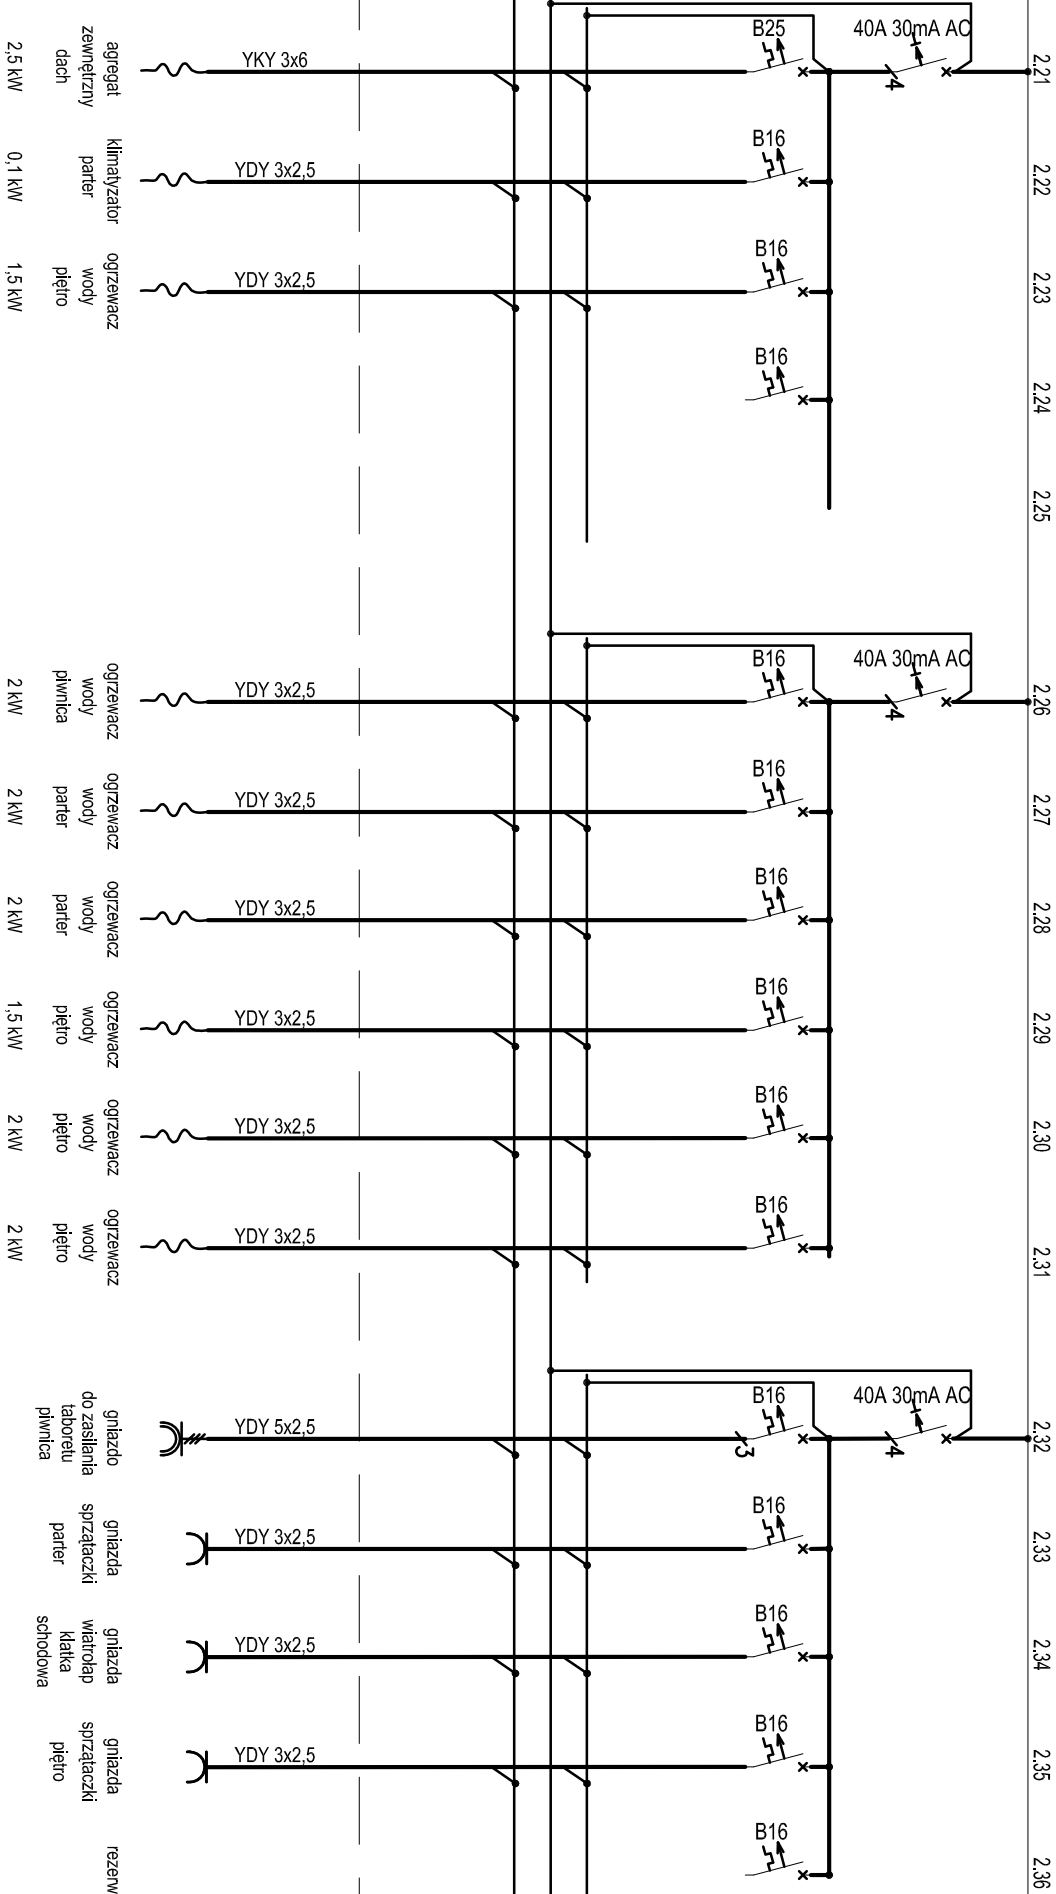 B25
40A 30mA AC
YKY 3x6
4
2.21
agregat
zewnętrzny
dach
2,5 kW
B16
YDY 3x2,5
2.22
klimatyzator
parter
0,1 kW
B16
YDY 3x2,5
2.23
ogrzewacz
wody
piętro
1,5 kW
B16
2.24
2.25
B16
40A 30mA AC
YDY 3x2,5
4
2.26
ogrzewacz
wody
piwnica
2 kW
B16
YDY 3x2,5
2.27
ogrzewacz
wody
parter
2 kW
B16
YDY 3x2,5
2.28
ogrzewacz
wody
parter
2 kW
B16
YDY 3x2,5
2.29
ogrzewacz
wody
piętro
1,5 kW
B16
YDY 3x2,5
2.30
ogrzewacz
wody
piętro
2 kW
B16
YDY 3x2,5
2.31
ogrzewacz
wody
piętro
2 kW
B16
40A 30mA AC
YDY 5x2,5
3
4
2.32
gniazdo
do zasilania
taboretu
piwnica
B16
YDY 3x2,5
2.33
gniazda
sprzątaczki
parter
B16
YDY 3x2,5
2.34
gniazda
wiatrołap
klatka
schodowa
B16
YDY 3x2,5
2.35
gniazda
sprzątaczki
piętro
B16
2.36
rezerw